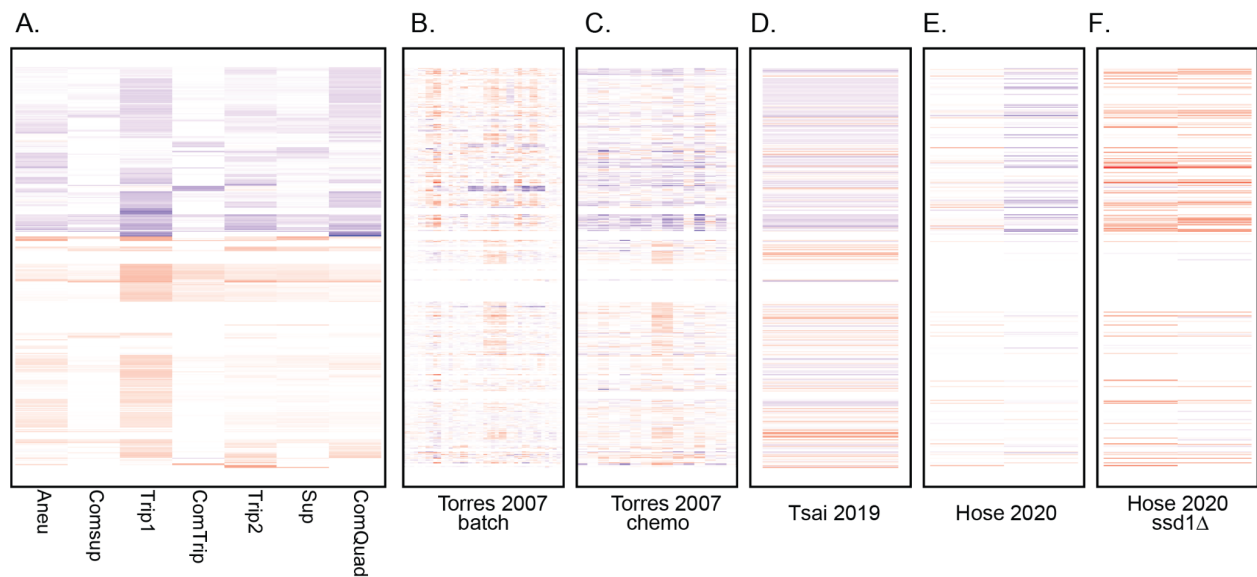 A.
B.
C.
D.
E.
F.
Aneu
Comsup
Trip1
ComTrip
Trip2
Sup
ComQuad
Torres 2007
batch
Torres 2007
chemo
Tsai 2019
Hose 2020
Hose 2020
ssd1Δ